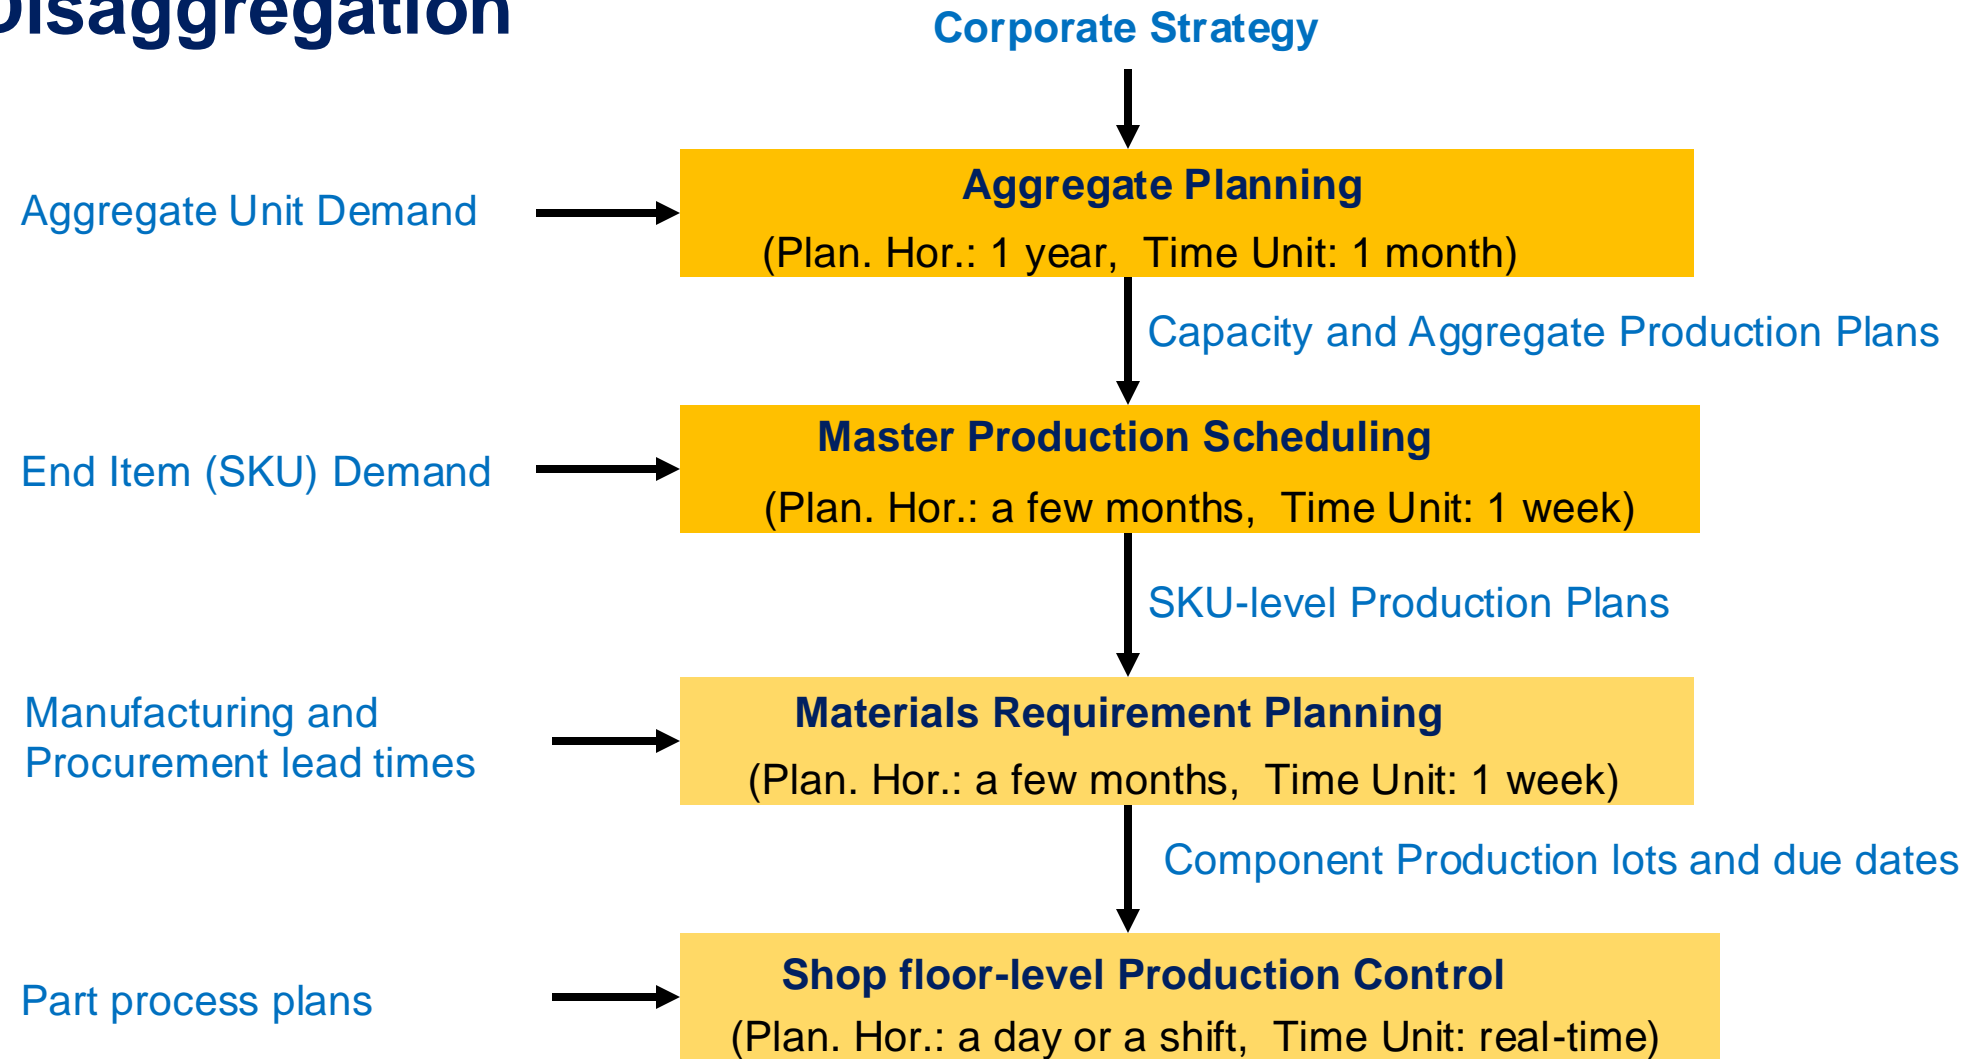 Disaggregation
Corporate Strategy
Aggregate Unit Demand
Aggregate Planning
(Plan. Hor.: 1 year, Time Unit: 1 month)
Capacity and Aggregate Production Plans
End Item (SKU) Demand
Master Production Scheduling
(Plan. Hor.: a few months, Time Unit: 1 week)
SKU-level Production Plans
Manufacturing and
Procurement lead times
Materials Requirement Planning
(Plan. Hor.: a few months, Time Unit: 1 week)
Component Production lots and due dates
Part process plans
Shop floor-level Production Control
(Plan. Hor.: a day or a shift, Time Unit: real-time)